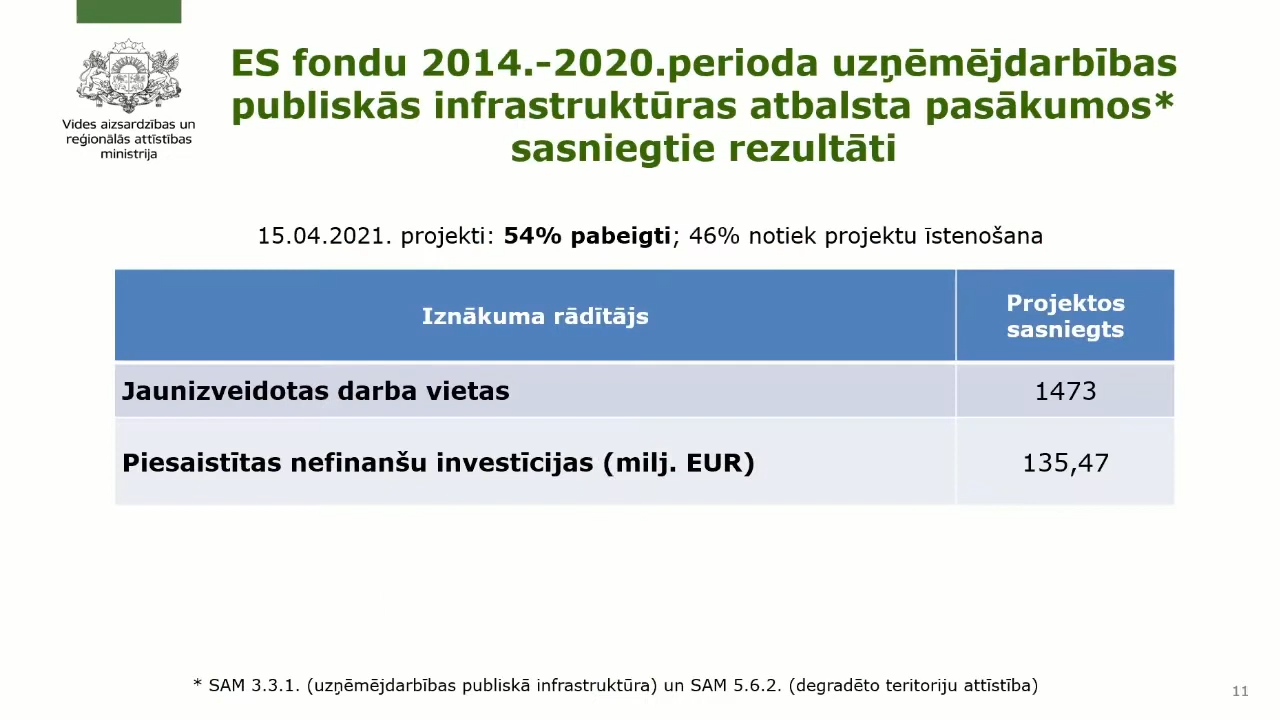 Vides aizsardzības un
reģionālās attīstības
ministrija
ES fondu 2014.-2020.perioda uzņēmējdarbības
publiskās infrastruktūras atbalsta pasākumos*
sasniegtie rezultāti
15.04.2021. projekti: 54% pabeigti; 46% notiek projektu īstenošana
Iznākuma rādītājs
Projektos
sasniegts
Jaunizveidotas darba vietas
1473
Piesaistītas nefinanšu investīcijas (milj. EUR)
135,47
* SAM 3.3.1. (uzņēmējdarbības publiskā infrastruktūra) un SAM 5.6.2. (degradēto teritoriju attīstība)
11